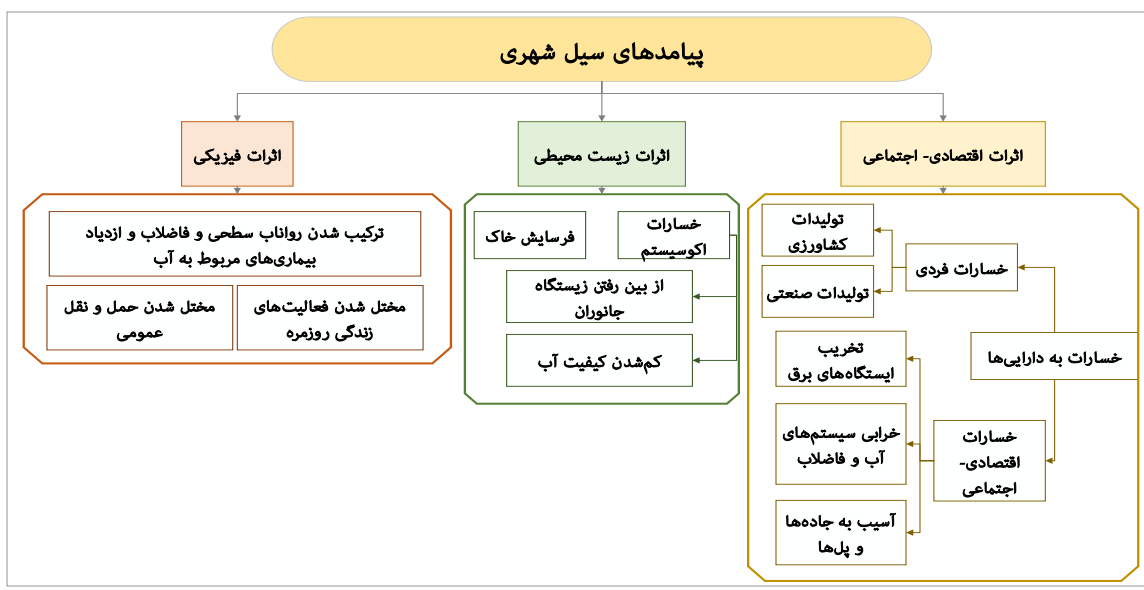 پیامدهای سیل شهری
اثرات اقتصادی- اجتماعی
اثرات زیست محیطی
اثرات فیزیکی
خسارات به دارایی‌ها
خسارات فردی
تولیدات
کشاورزی
تولیدات صنعتی
خسارات
اقتصادی-
اجتماعی
تخریب
ایستگاه‌های برق
خرابی سیستم‌های
آب و فاضلاب
آسیب به جاده‌ها
و پل‌ها
خسارات
اکوسیستم
فرسایش خاک
از بین رفتن زیستگاه
جانوران
کم‌شدن کیفیت آب
ترکیب شدن رواناب سطحی و فاضلاب و ازدیاد
بیماری‌های مربوط به آب
مختل شدن فعالیت‌های
زندگی روزمره
مختل شدن حمل و نقل
عمومی